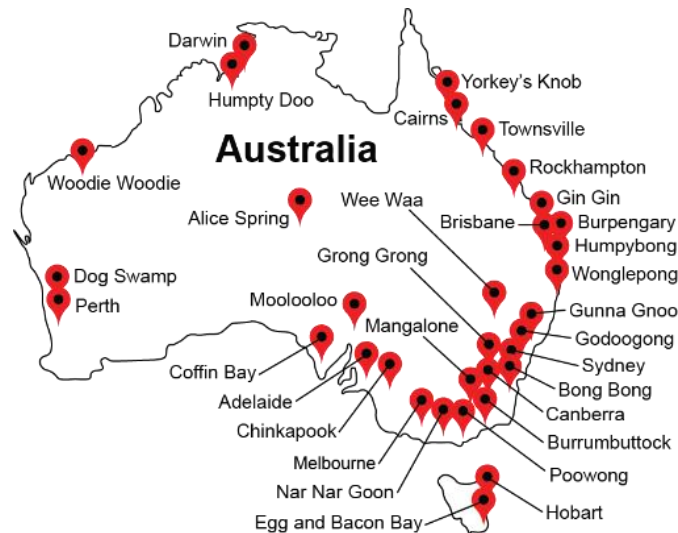 Darwin
Humpty Doo
Yorkey's Knob
Cairns
Townsville
Australia
Woodie Woodie
Rockhampton
Wee Waa
Gin Gin
Alice Spring
Brisbane
Burpengary
Humpybong
Grong Grong
Dog Swamp
Wonglepong
Moolooloo
Perth
Gunna Gnoo
Mangalone
Godoogong
Sydney
Coffin Bay
Bong Bong
Adelaide
Canberra
Chinkapook
Burrumbuttock
Melbourne
Poowong
Nar Nar Goon
Hobart
Egg and Bacon Bay